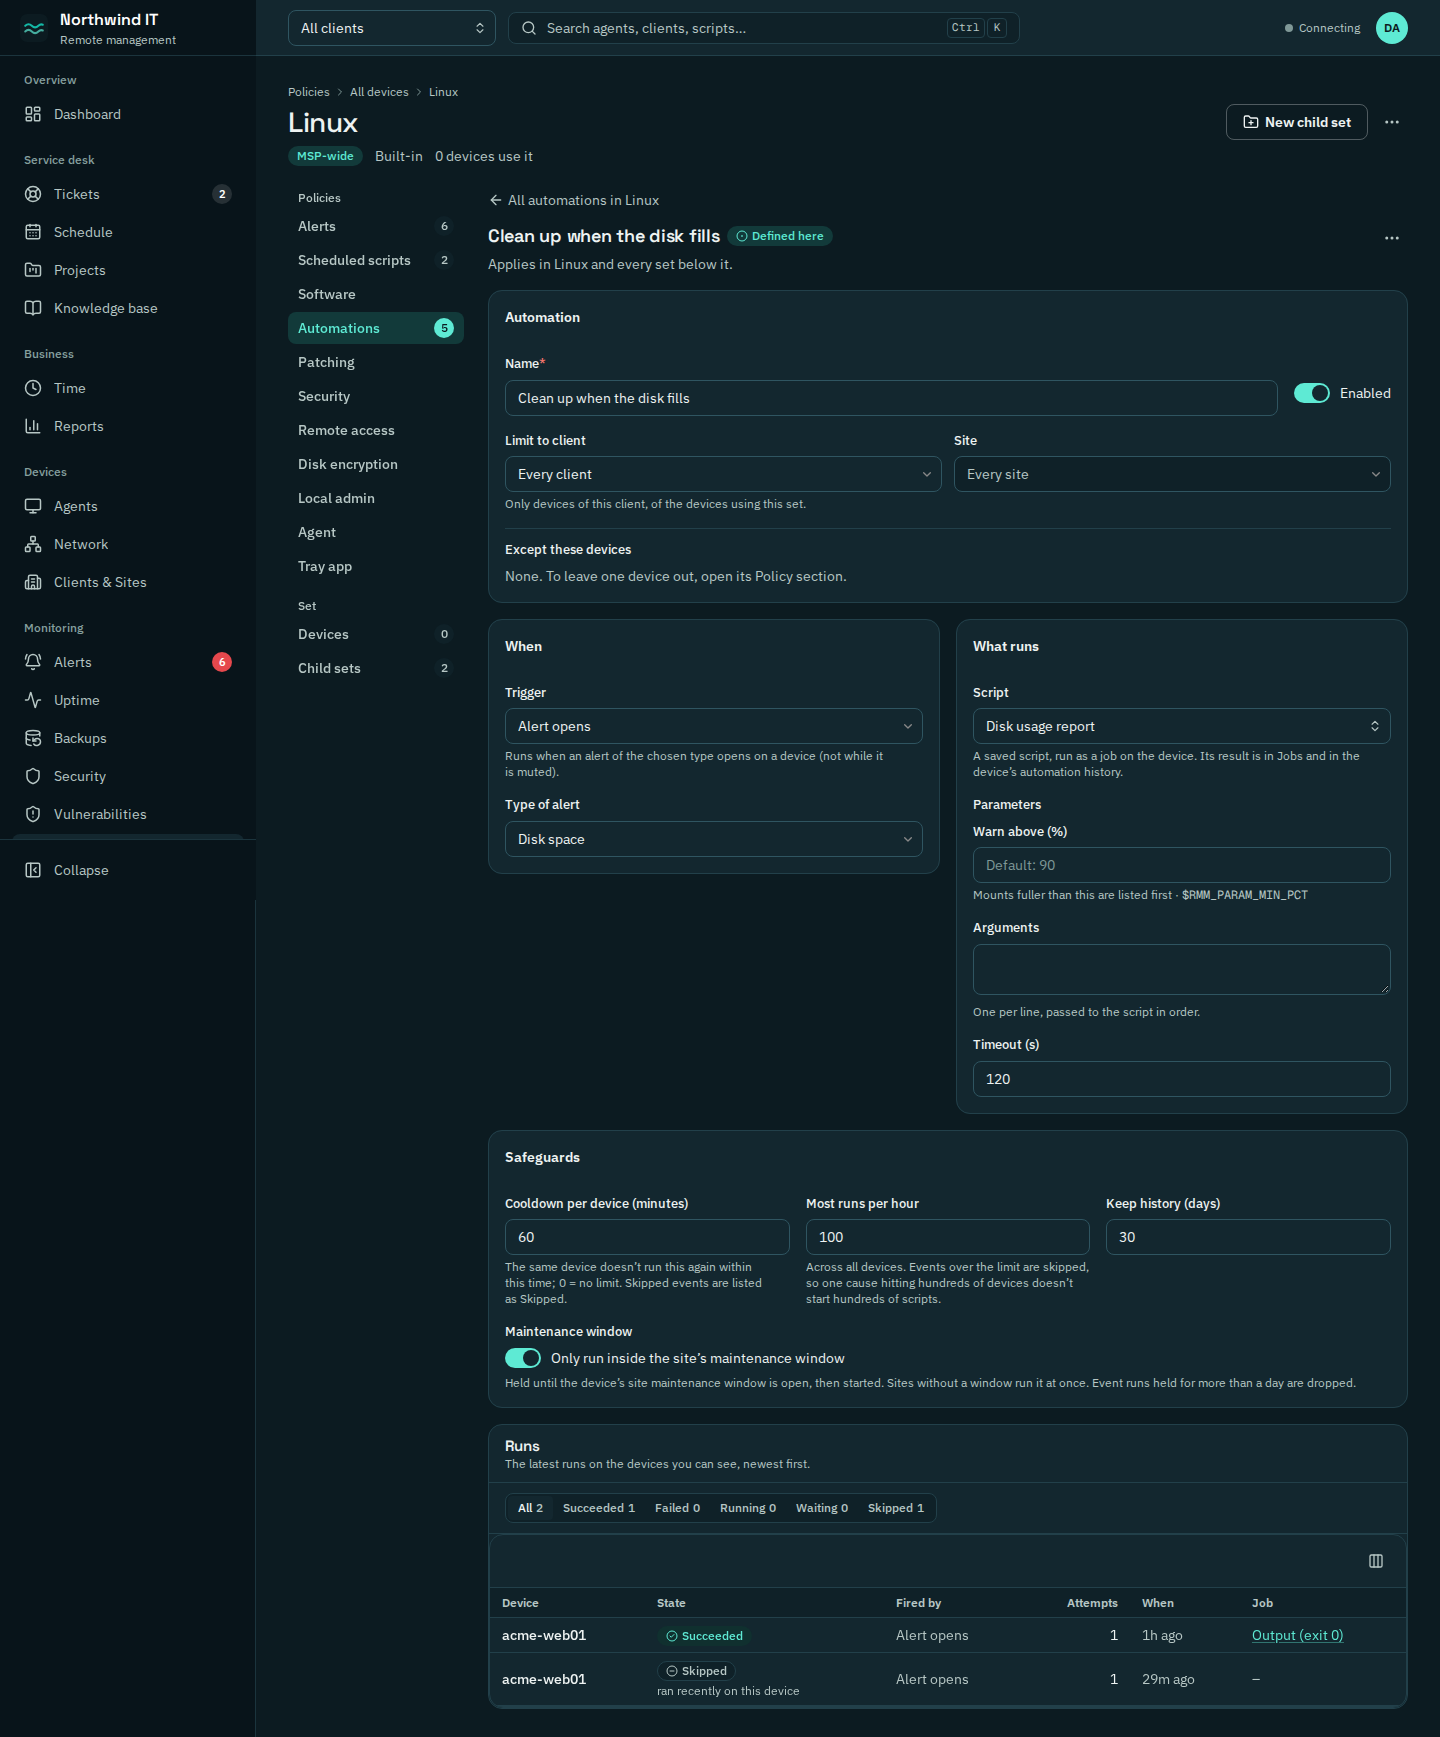 Northwind IT
Remote management
All clients
Search agents, clients, scripts...
Ctrl K
Connecting
DA
Overview
Dashboard
Service desk
Tickets 2
Schedule
Projects
Knowledge base
Business
Time
Reports
Devices
Agents
Network
Clients & Sites
Monitoring
Alerts 6
Uptime
Backups
Security
Vulnerabilities
Collapse
Policies > All devices > Linux
Linux
New child set
MSP-wide Built-in 0 devices use it
Policies
Alerts 6
Scheduled scripts 2
Software
Automations 5
Patching
Security
Remote access
Disk encryption
Local admin
Agent
Tray app
Set
Devices 0
Child sets 2
All automations in Linux
Clean up when the disk fills Defined here
Applies in Linux and every set below it.
Automation
Name*
Clean up when the disk fills
Enabled
Limit to client
Every client
Only devices of this client, of the devices using this set.
Site
Every site
Except these devices
None. To leave one device out, open its Policy section.
When
Trigger
Alert opens
Runs when an alert of the chosen type opens on a device (not while it
is muted).
Type of alert
Disk space
What runs
Script
Disk usage report
A saved script, run as a job on the device. Its result is in Jobs and in the
device's automation history.
Parameters
Warn above (%)
Default: 90
Mounts fuller than this are listed first · $RMM_PARAM_MIN_PCT
Arguments
One per line, passed to the script in order.
Timeout (s)
120
Safeguards
Cooldown per device (minutes)
60
The same device doesn't run this again within
this time; 0 = no limit. Skipped events are listed
as Skipped.
Most runs per hour
100
Across all devices. Events over the limit are skipped,
so one cause hitting hundreds of devices doesn't
start hundreds of scripts.
Keep history (days)
30
Maintenance window
Only run inside the site's maintenance window
Held until the device's site maintenance window is open, then started. Sites without a window run it at once. Event runs held for more than a day are dropped.
Runs
The latest runs on the devices you can see, newest first.
All 2 Succeeded 1 Failed 0 Running 0 Waiting 0 Skipped 1
Device State Fired by Attempts When Job
acme-web01 Succeeded Alert opens 1 1h ago Output (exit 0)
acme-web01 Skipped Alert opens 1 29m ago –
ran recently on this device